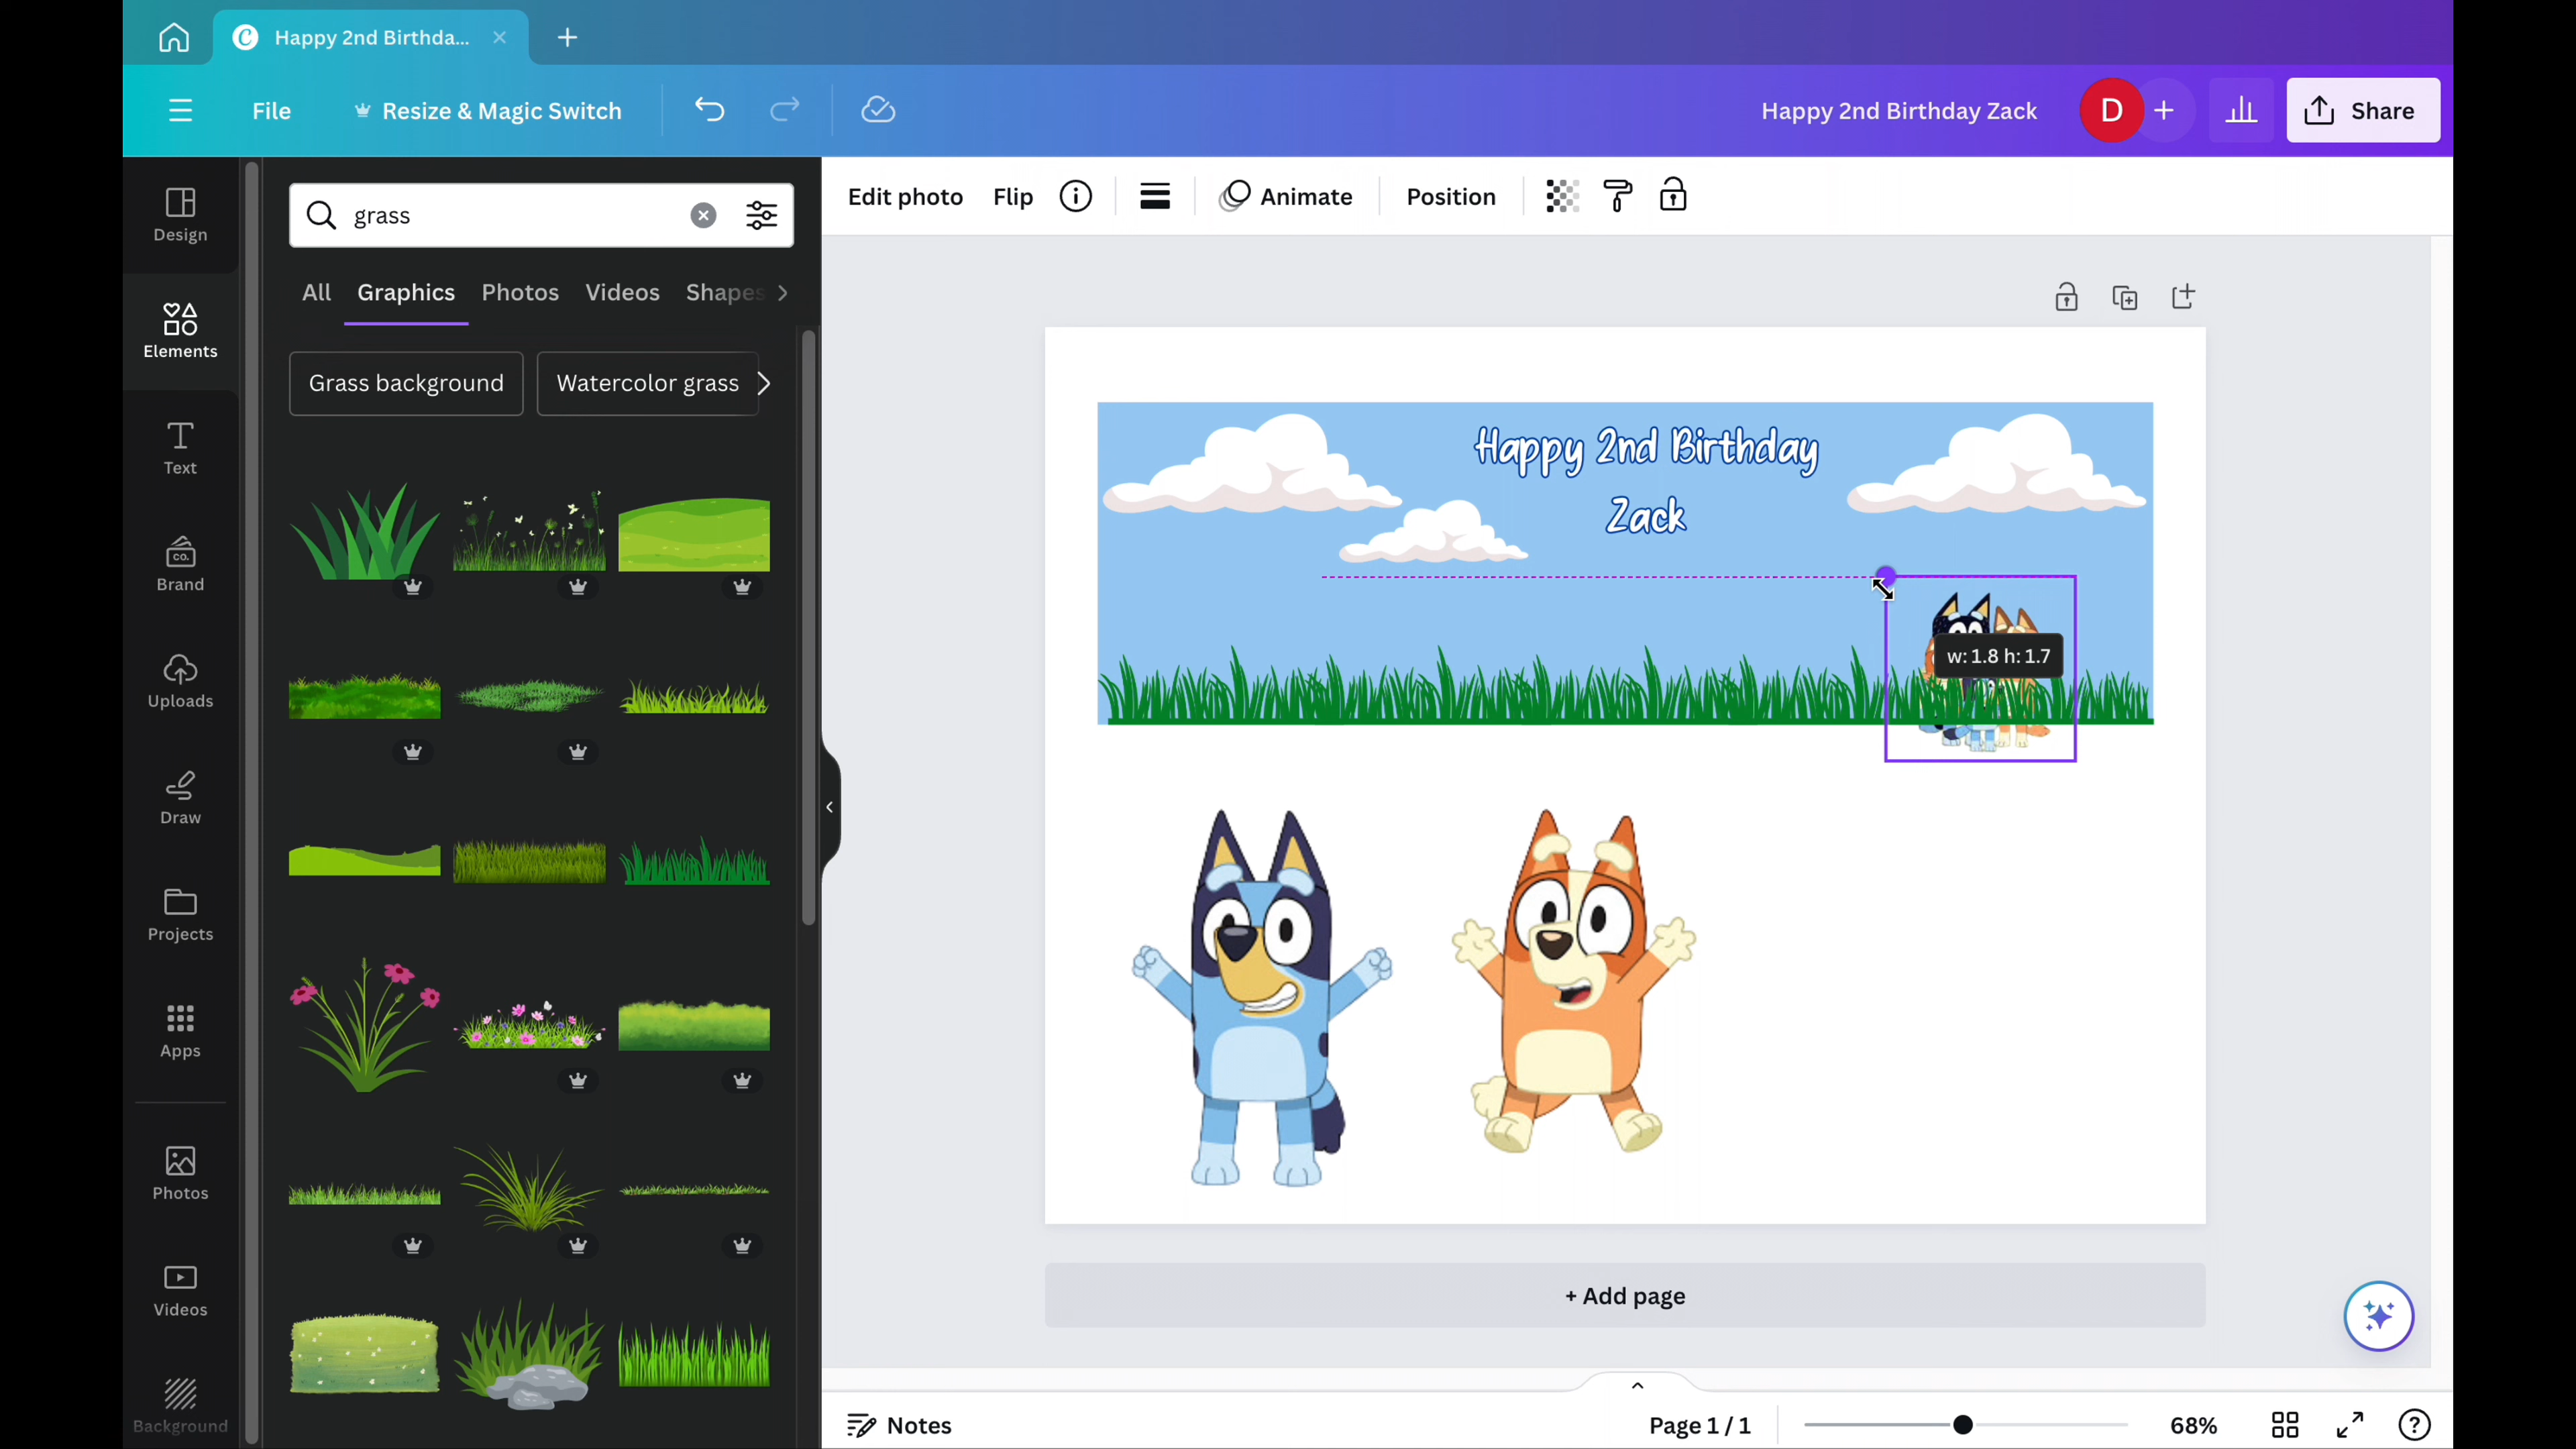 Happy 2nd Birthda...
File
Resize & Magic Switch
Happy 2nd Birthday Zack
D
Share
Design
Elements
Text
CO.
Brand
Uploads
Draw
Projects
Apps
Photos
Videos
Background
grass
All Graphics Photos Videos Shapes
Grass background
Watercolor grass
Edit photo Flip Animate Position
Happy 2nd Birthday
Zack
w: 1.8 h: 1.7
+ Add page
Notes
Page 1 / 1
68%